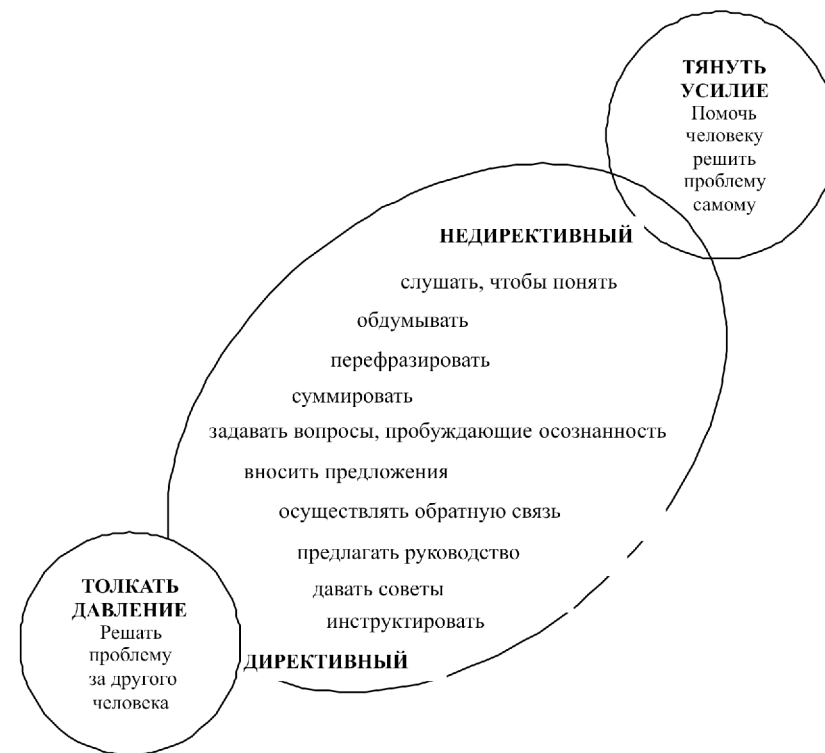 ТЯНУТЬ
УСИЛИЕ
Помочь
человеку
решить
проблему
самому
НЕДИРЕКТИВНЫЙ
слушать, чтобы понять
обдумывать
перефразировать
суммировать
задавать вопросы, пробуждающие осознанность
вносить предложения
осуществлять обратную связь
предлагать руководство
давать советы
инструктировать
ДИРЕКТИВНЫЙ
ТОЛКАТЬ
ДАВЛЕНИЕ
Решать
проблему
за другого
человека